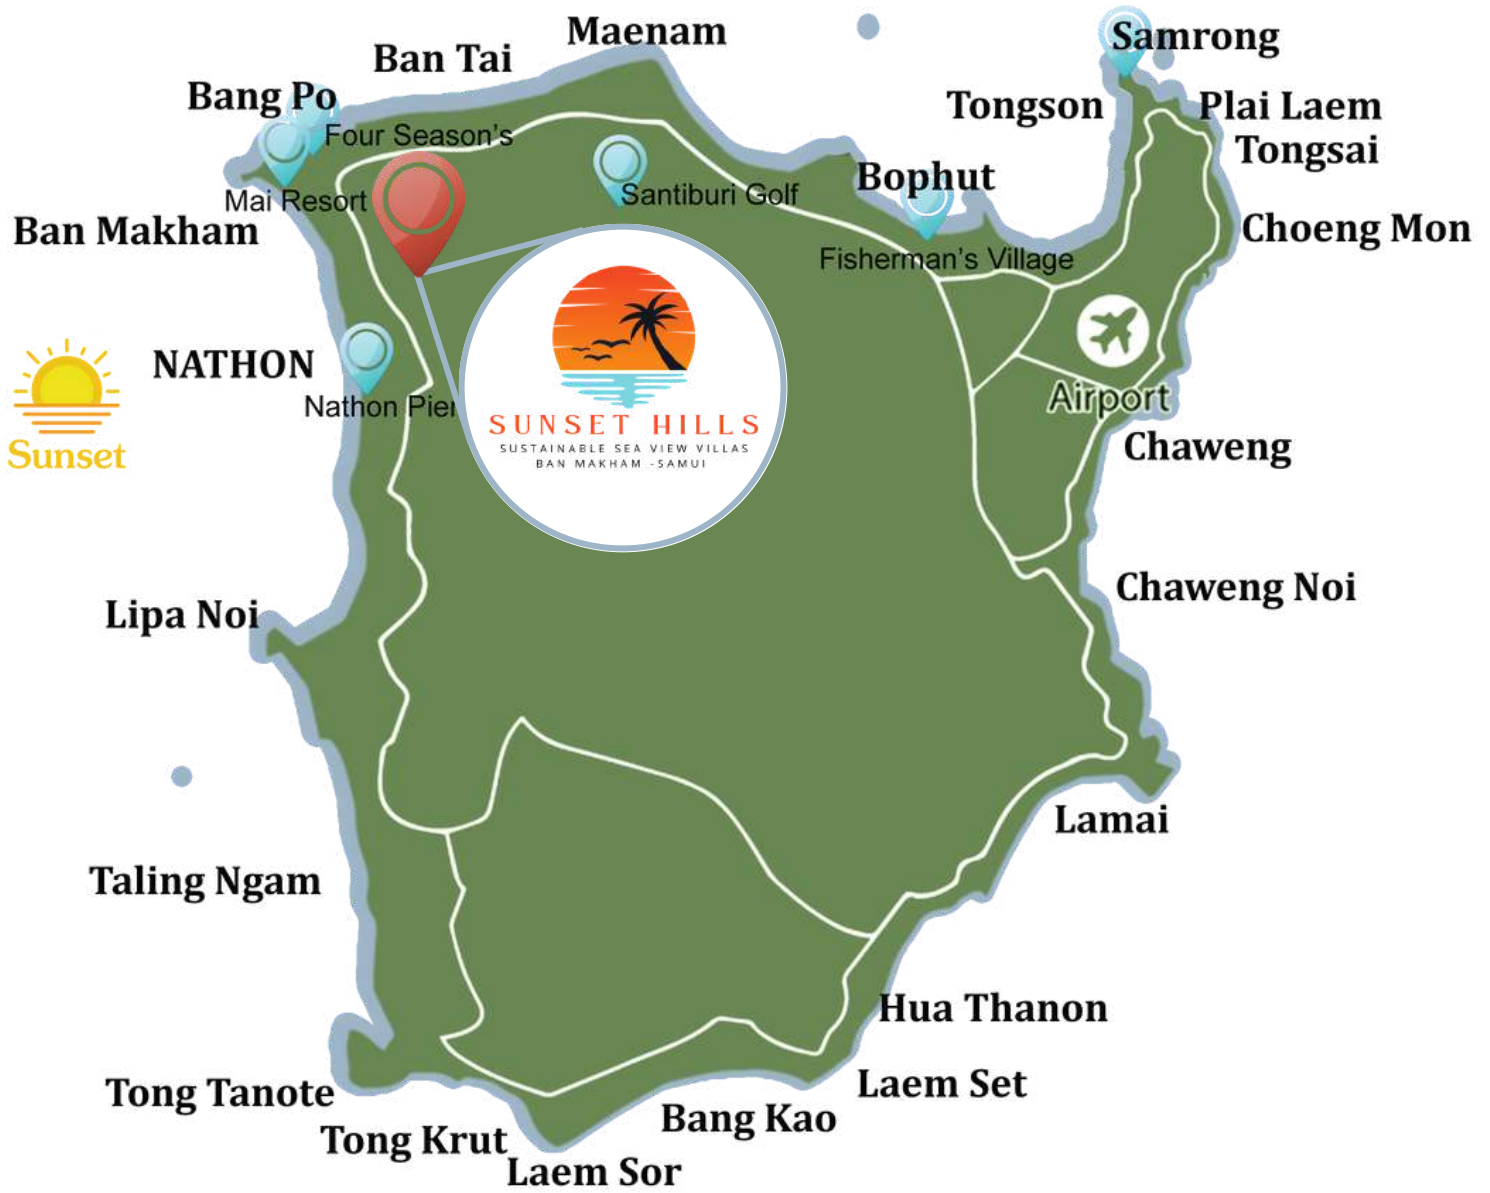 Maenam
Samrong
Ban Tai
Bang Po
Tongson
Plai Laem
Four Season's
Tongsai
Bophut
Santiburi Golf
Mai Resort
Ban Makham
Choeng Mon
Fisherman's Village
NATHON
Nathon Pier
Airport
SUNSET HILLS
SUSTAINABLE SEA VIEW VILLAS
BAN MAKHAM -SAMUI
Sunset
Chaweng
Chaweng Noi
Lipa Noi
Lamai
Taling Ngam
Hua Thanon
Laem Set
Tong Tanote
Bang Kao
Tong Krut
Laem Sor